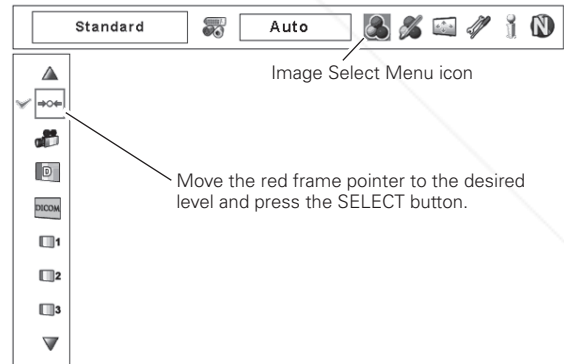 Standard
Auto
N
Image Select Menu icon
Move the red frame pointer to the desired
level and press the SELECT button.
D
DICOM
1
2
3